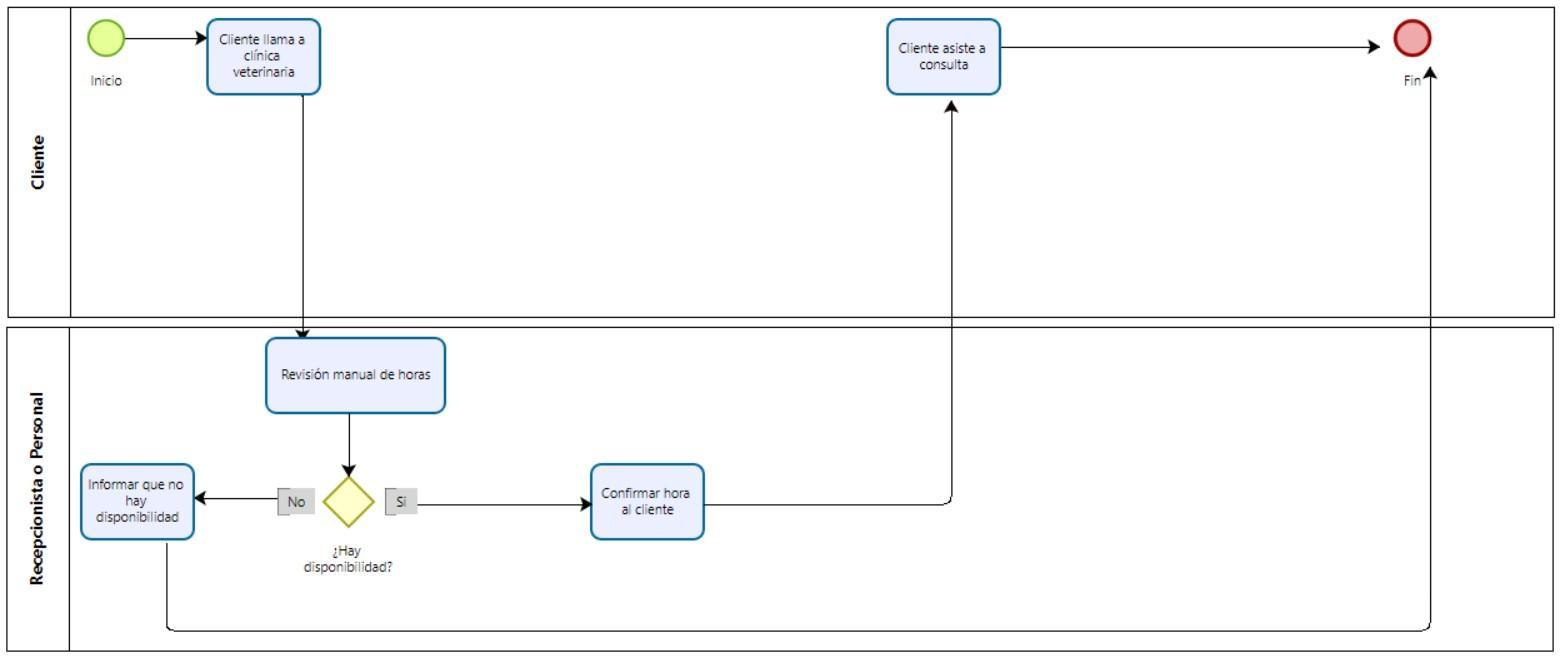 Cliente
Inicio
Cliente llama a
clínica
veterinaria
Cliente asiste a
consulta
Fin
Recepcionista o Personal
Revisión manual de horas
Informar que no
hay
disponibilidad
No
Si
¿Hay
disponibilidad?
Confirmar hora
al cliente